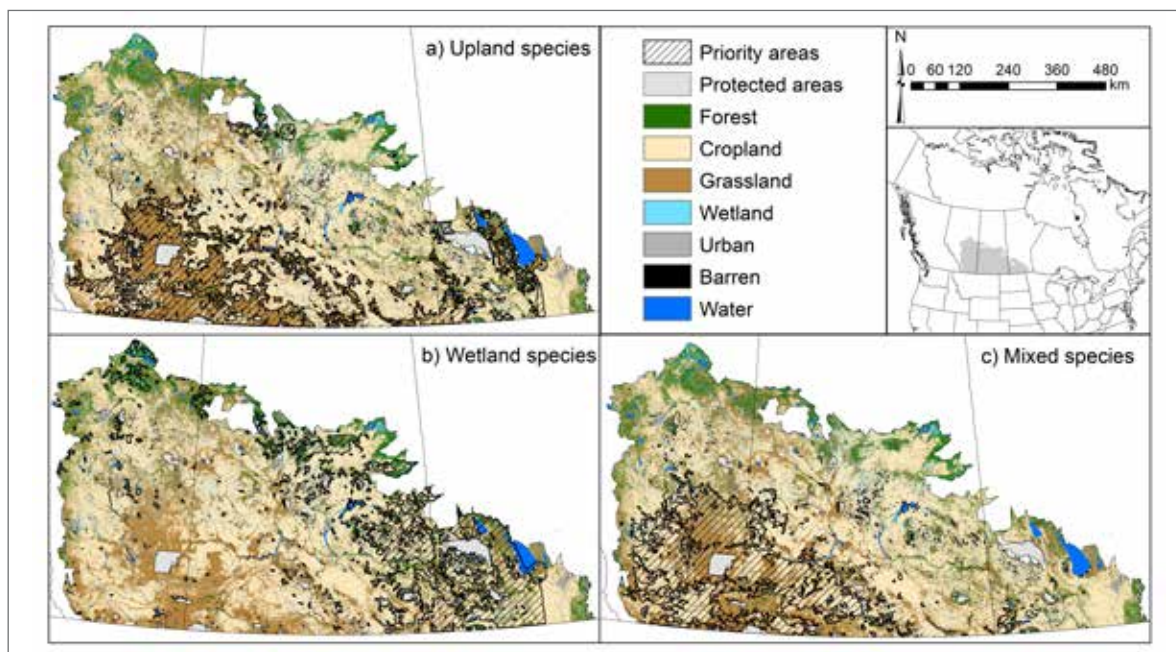 a) Upland species
Priority areas
Protected areas
Forest
Cropland
Grassland
Wetland
Urban
Barren
Water
N
0 60 120 240 360 480
km
b) Wetland species
c) Mixed species